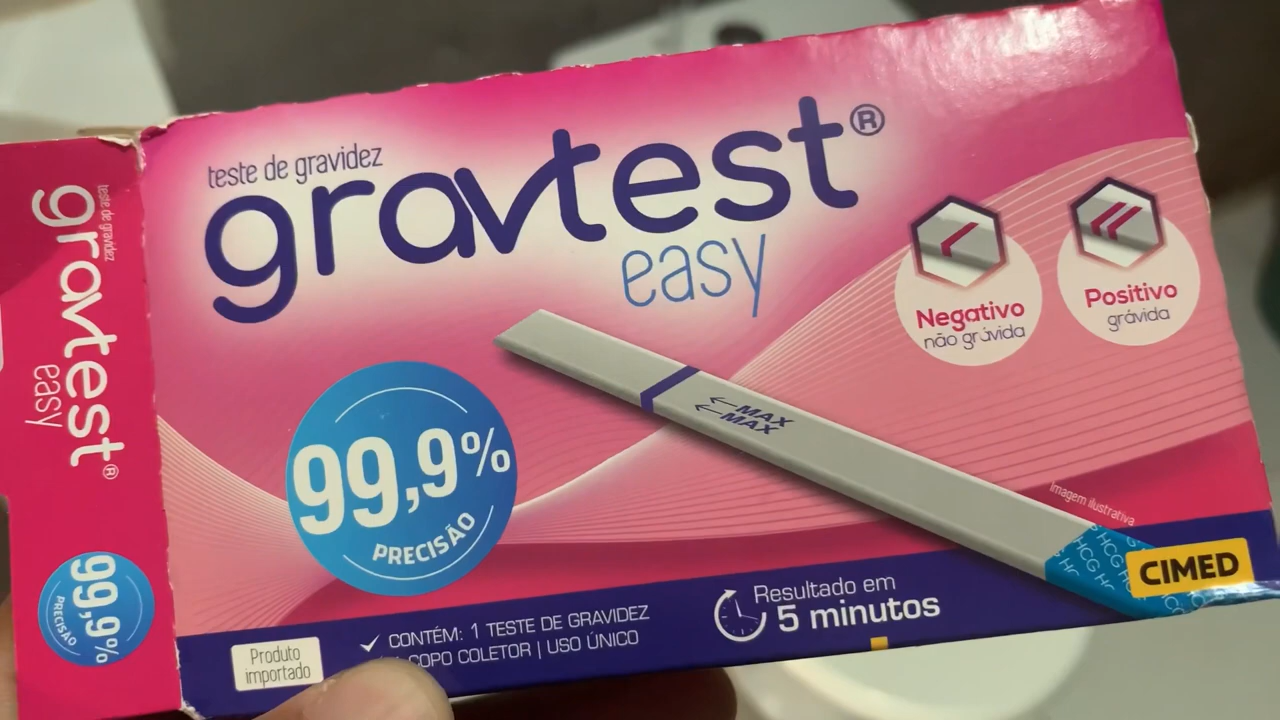 teste de gravidez
gravtest®
easy
Negativo
não grávida
Positivo
grávida
MAX
MAX
99,9%
PRECISÃO
Imagem ilustrativa
HCG HCG
CIMED
Resultado em
5 minutos
CONTÉM: 1 TESTE DE GRAVIDEZ
COPO COLETOR | USO ÚNICO
Produto
importado
teste de gravidez
gravtest®
easy
99,9%
PRECISÃO